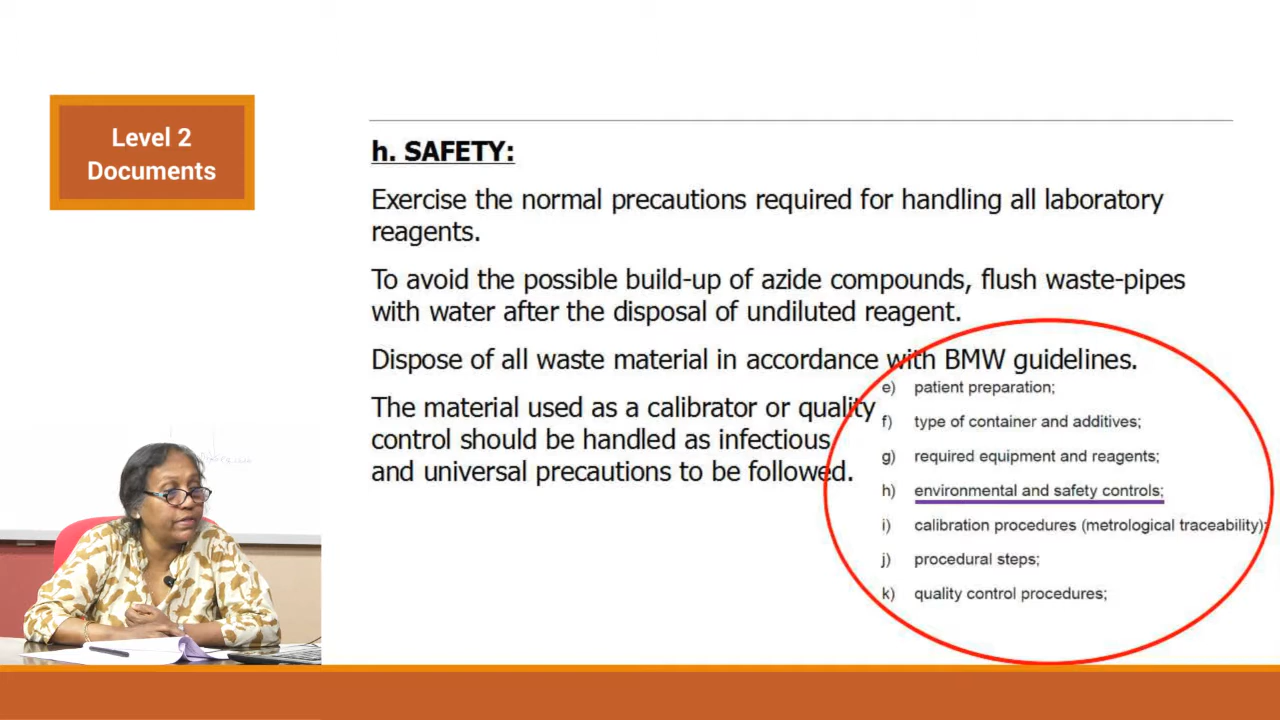 Level 2
Documents
h. SAFETY:
Exercise the normal precautions required for handling all laboratory
reagents.
To avoid the possible build-up of azide compounds, flush waste-pipes
with water after the disposal of undiluted reagent.
Dispose of all waste material in accordance with BMW guidelines.
The material used as a calibrator or quality
control should be handled as infectious
and universal precautions to be followed.
e) patient preparation;
f) type of container and additives;
g) required equipment and reagents;
h) environmental and safety controls;
i) calibration procedures (metrological traceability);
j) procedural steps;
k) quality control procedures;